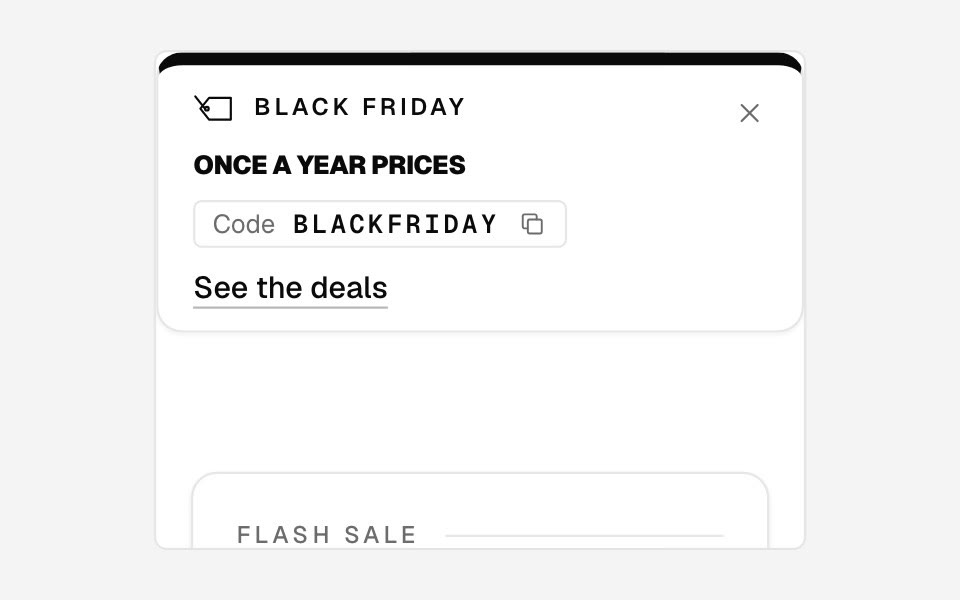 BLACK FRIDAY
ONCE A YEAR PRICES
Code BLACKFRIDAY
See the deals
FLASH SALE